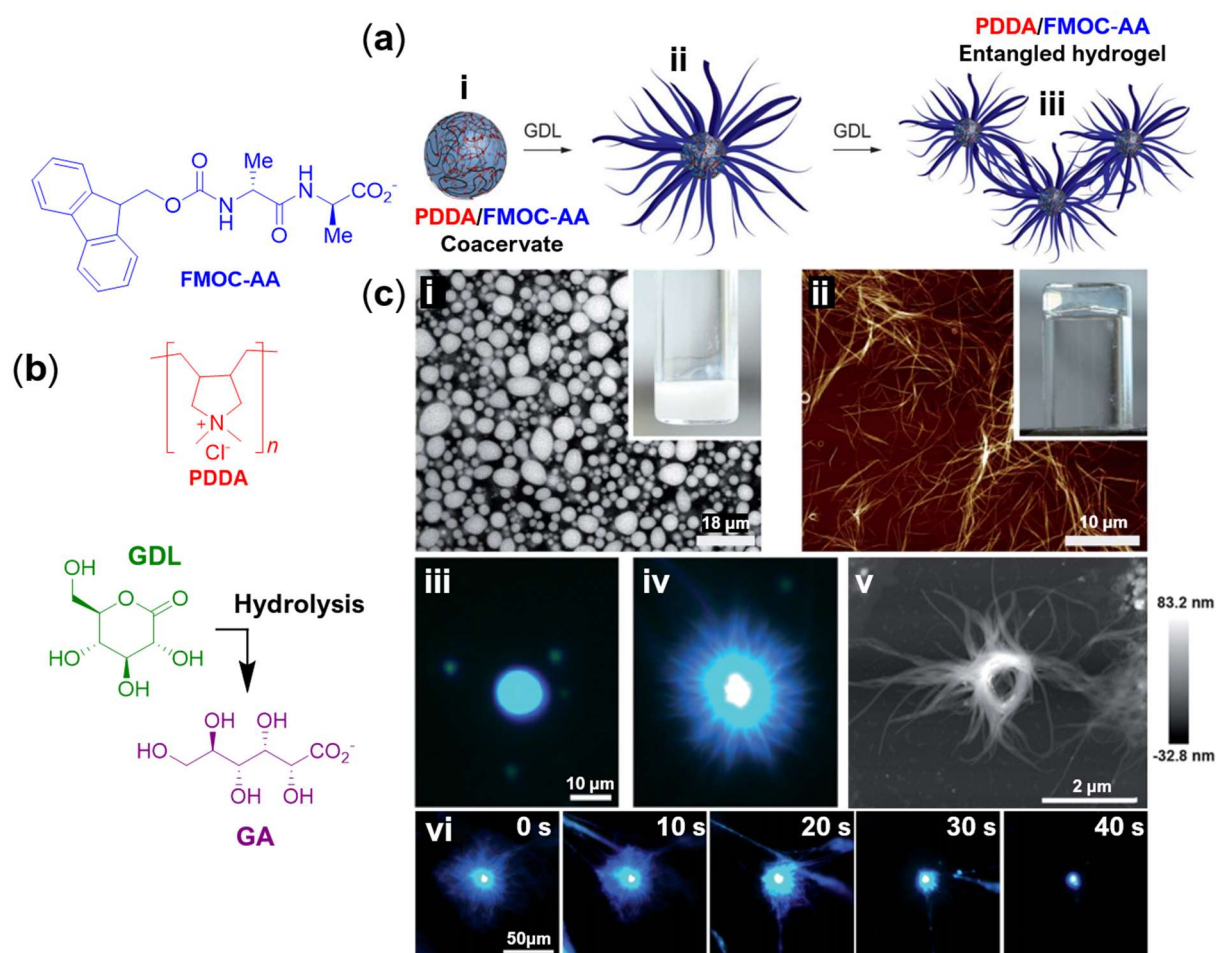 (a)
i
GDL
PDDA/FMOC-AA
Coacervate
ii
GDL
PDDA/FMOC-AA
Entangled hydrogel
iii
O
O
N
H
Me
O
H
N
CO2-
Me
FMOC-AA
(b)
N
+
Cl-
n
PDDA
GDL
OH
O
O
HO
OH
OH
Hydrolysis
OH
OH
HO
CO2-
OH
OH
GA
(c)
i
18 µm
ii
10 µm
iii
10 µm
iv
v
2 µm
83.2 nm
-32.8 nm
vi
0 s
10 s
20 s
30 s
40 s
50µm